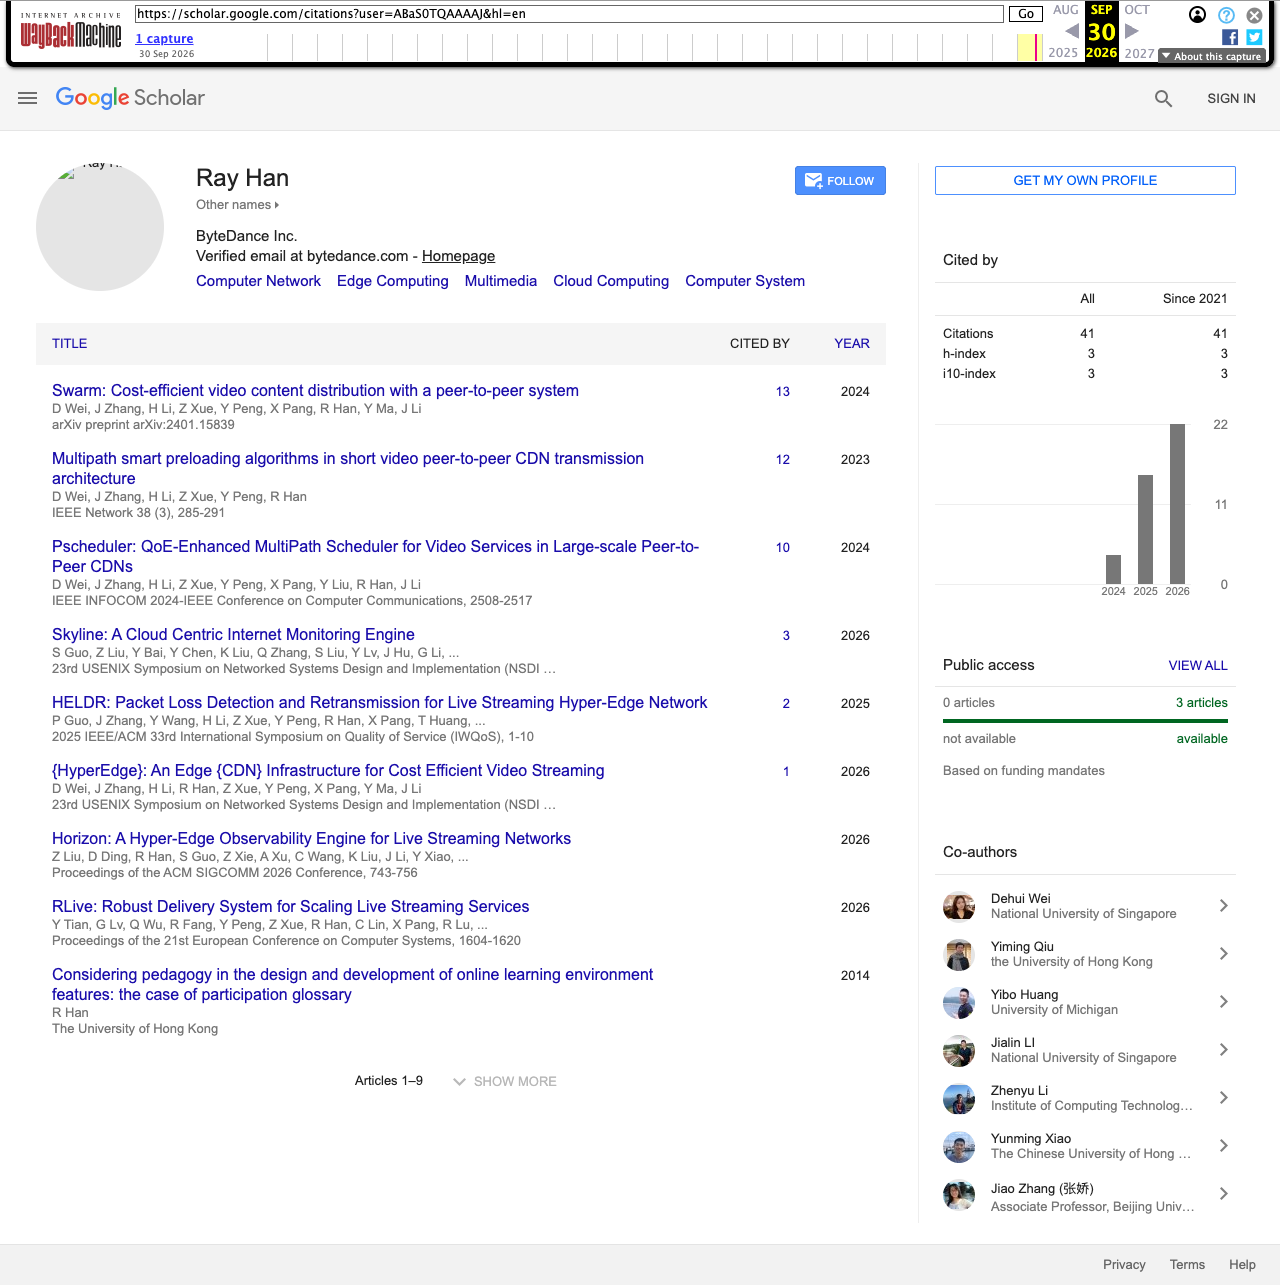 INTERNET ARCHIVE
WayBackMachine
https://scholar.google.com/citations?user=ABaS0TQAAAAJ&hl=en
Go
1 capture
30 Sep 2026
AUG SEP OCT
30
2025 2026 2027
About this capture
Google Scholar
SIGN IN
Ray Han
FOLLOW
Other names
ByteDance Inc.
Verified email at bytedance.com - Homepage
Computer Network Edge Computing Multimedia Cloud Computing Computer System
TITLE CITED BY YEAR
Swarm: Cost-efficient video content distribution with a peer-to-peer system 13 2024
D Wei, J Zhang, H Li, Z Xue, Y Peng, X Pang, R Han, Y Ma, J Li
arXiv preprint arXiv:2401.15839
Multipath smart preloading algorithms in short video peer-to-peer CDN transmission 12 2023
architecture
D Wei, J Zhang, H Li, Z Xue, Y Peng, R Han
IEEE Network 38 (3), 285-291
Pscheduler: QoE-Enhanced MultiPath Scheduler for Video Services in Large-scale Peer-to- 10 2024
Peer CDNs
D Wei, J Zhang, H Li, Z Xue, Y Peng, X Pang, Y Liu, R Han, J Li
IEEE INFOCOM 2024-IEEE Conference on Computer Communications, 2508-2517
Skyline: A Cloud Centric Internet Monitoring Engine 3 2026
S Guo, Z Liu, Y Bai, Y Chen, K Liu, Q Zhang, S Liu, Y Lv, J Hu, G Li, ...
23rd USENIX Symposium on Networked Systems Design and Implementation (NSDI …
HELDR: Packet Loss Detection and Retransmission for Live Streaming Hyper-Edge Network 2 2025
P Guo, J Zhang, Y Wang, H Li, Z Xue, Y Peng, R Han, X Pang, T Huang, ...
2025 IEEE/ACM 33rd International Symposium on Quality of Service (IWQoS), 1-10
{HyperEdge}: An Edge {CDN} Infrastructure for Cost Efficient Video Streaming 1 2026
D Wei, J Zhang, H Li, R Han, Z Xue, Y Peng, X Pang, Y Ma, J Li
23rd USENIX Symposium on Networked Systems Design and Implementation (NSDI …
Horizon: A Hyper-Edge Observability Engine for Live Streaming Networks 2026
Z Liu, D Ding, R Han, S Guo, Z Xie, A Xu, C Wang, K Liu, J Li, Y Xiao, ...
Proceedings of the ACM SIGCOMM 2026 Conference, 743-756
RLive: Robust Delivery System for Scaling Live Streaming Services 2026
Y Tian, G Lv, Q Wu, R Fang, Y Peng, Z Xue, R Han, C Lin, X Pang, R Lu, ...
Proceedings of the 21st European Conference on Computer Systems, 1604-1620
Considering pedagogy in the design and development of online learning environment 2014
features: the case of participation glossary
R Han
The University of Hong Kong
Articles 1–9 SHOW MORE
GET MY OWN PROFILE
Cited by
All Since 2021
Citations 41 41
h-index 3 3
i10-index 3 3
22
11
0
2024 2025 2026
Public access VIEW ALL
0 articles 3 articles
not available available
Based on funding mandates
Co-authors
Dehui Wei
National University of Singapore
Yiming Qiu
the University of Hong Kong
Yibo Huang
University of Michigan
Jialin LI
National University of Singapore
Zhenyu Li
Institute of Computing Technolog…
Yunming Xiao
The Chinese University of Hong …
Jiao Zhang (张娇)
Associate Professor, Beijing Univ…
Privacy Terms Help